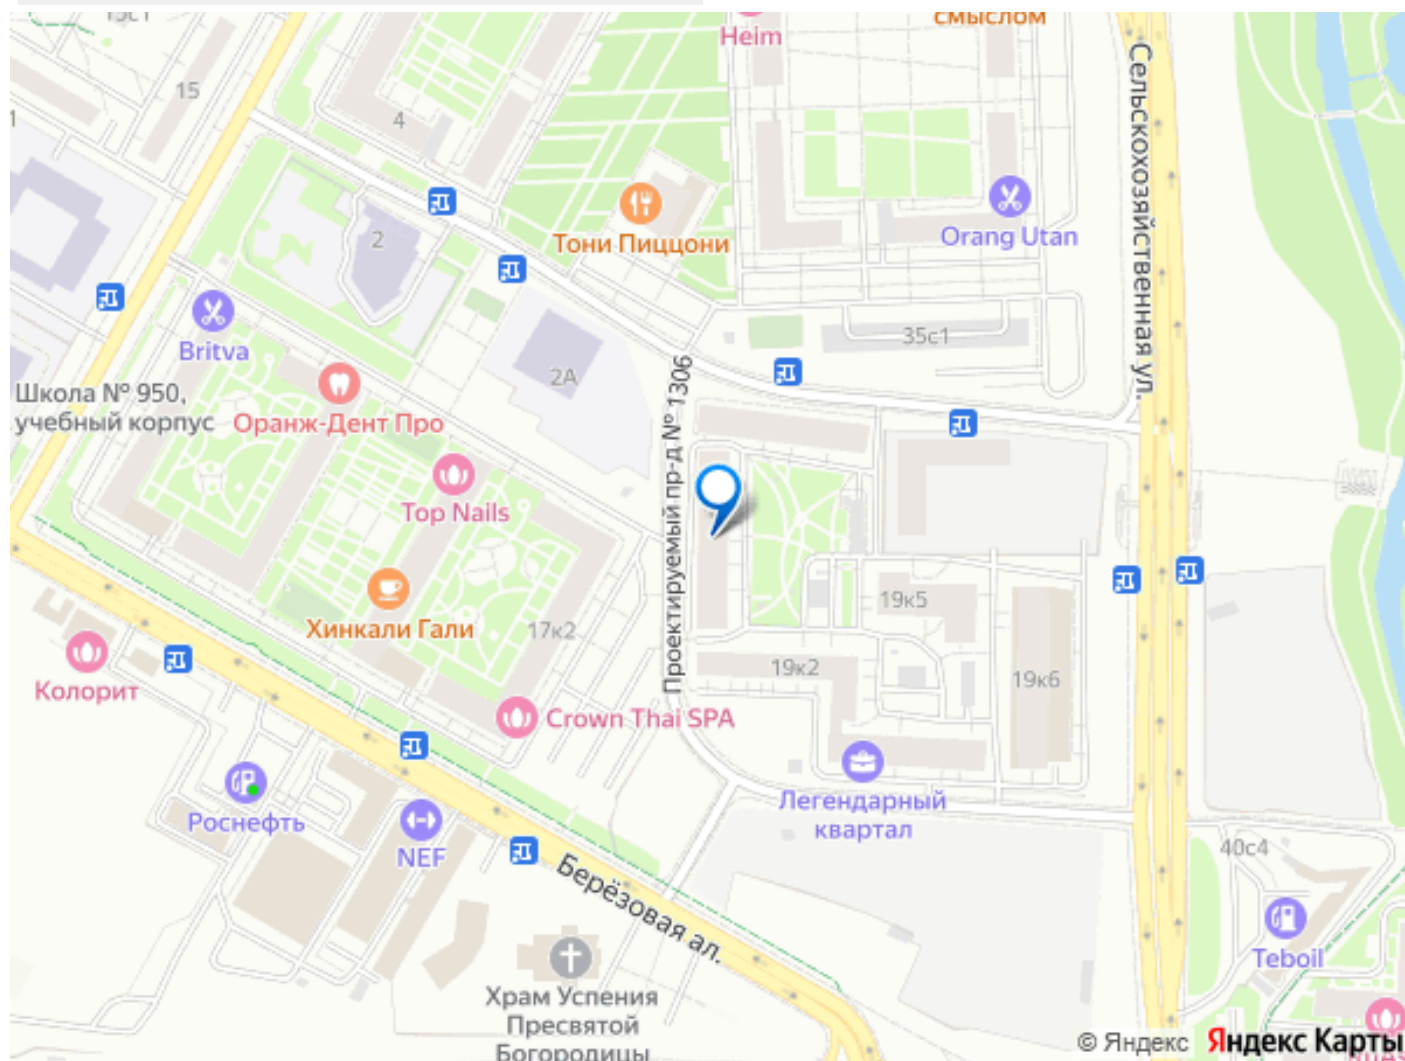 Heim
смыслом
15
4
2
Тони Пиццони
Orang Utan
Сельскохозяйственная ул.
Britva
35с1
2А
Проектируемый пр-д № 1306
Школа № 950,
учебный корпус
Оранж-Дент Про
Top Nails
Хинкали Гали
17к2
19к5
19к2
19к6
Колорит
Crown Thai SPA
Роснефть
NEF
Легендарный
квартал
40с4
Берёзовая ал.
Teboil
Храм Успения
Пресвятой
Богородицы
© Яндекс Яндекс Карты